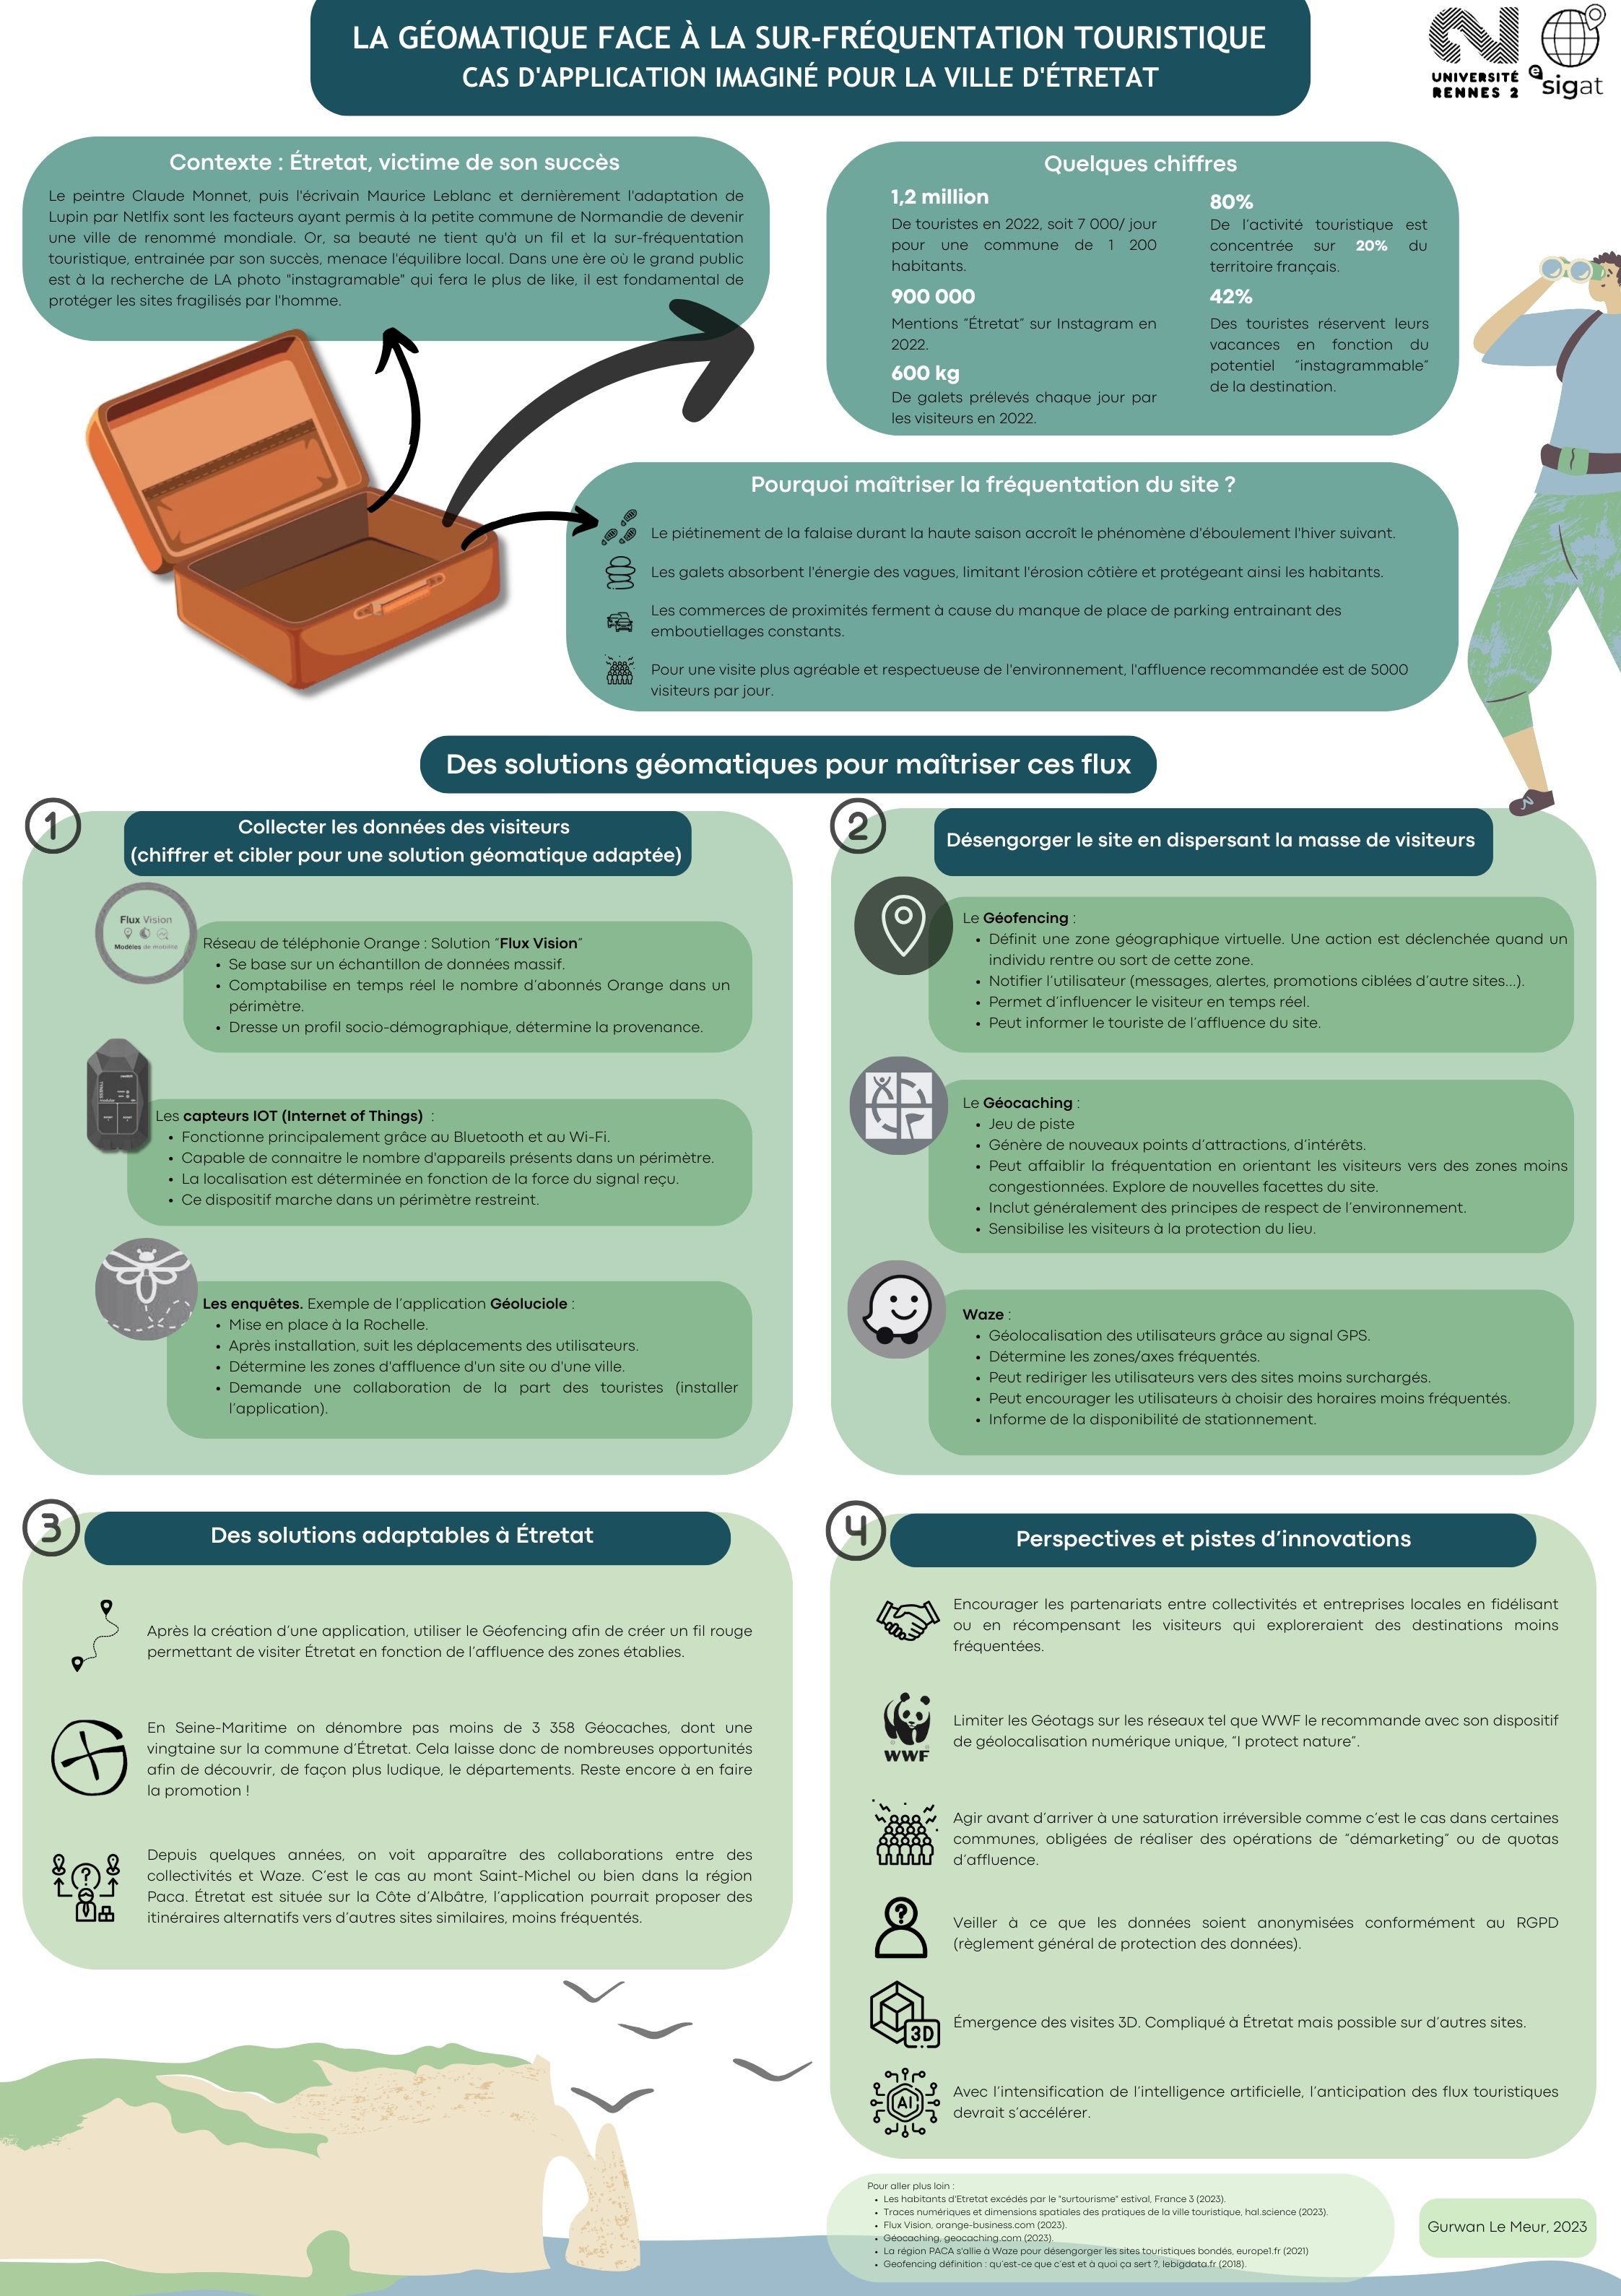 LA GÉOMATIQUE FACE À LA SUR-FRÉQUENTATION TOURISTIQUE
CAS D'APPLICATION IMAGINÉ POUR LA VILLE D'ÉTRETAT
UNIVERSITÉ
RENNES 2
e
sigat
Contexte : Étretat, victime de son succès
Le peintre Claude Monnet, puis l'écrivain Maurice Leblanc et dernièrement l'adaptation de
Lupin par Netlfix sont les facteurs ayant permis à la petite commune de Normandie de devenir
une ville de renommé mondiale. Or, sa beauté ne tient qu'à un fil et la sur-fréquentation
touristique, entrainée par son succès, menace l'équilibre local. Dans une ère où le grand public
est à la recherche de LA photo "instagramable" qui fera le plus de like, il est fondamental de
protéger les sites fragilisés par l'homme.
Quelques chiffres
1,2 million
De touristes en 2022, soit 7 000/ jour
pour une commune de 1 200
habitants.
900 000
Mentions "Étretat" sur Instagram en
2022.
600 kg
De galets prélevés chaque jour par
les visiteurs en 2022.
80%
De l'activité touristique est
concentrée sur 20% du
territoire français.
42%
Des touristes réservent leurs
vacances en fonction du
potentiel "instagrammable"
de la destination.
Pourquoi maîtriser la fréquentation du site ?
Le piétinement de la falaise durant la haute saison accroît le phénomène d'éboulement l'hiver suivant.
Les galets absorbent l'énergie des vagues, limitant l'érosion côtière et protégeant ainsi les habitants.
Les commerces de proximités ferment à cause du manque de place de parking entrainant des
emboutiellages constants.
Pour une visite plus agréable et respectueuse de l'environnement, l'affluence recommandée est de 5000
visiteurs par jour.
Des solutions géomatiques pour maîtriser ces flux
1
Collecter les données des visiteurs
(chiffrer et cibler pour une solution géomatique adaptée)
Flux Vision
Modèles de mobilité
Réseau de téléphonie Orange : Solution "Flux Vision"
• Se base sur un échantillon de données massif.
• Comptabilise en temps réel le nombre d'abonnés Orange dans un
périmètre.
• Dresse un profil socio-démographique, détermine la provenance.
Les capteurs IOT (Internet of Things) :
• Fonctionne principalement grâce au Bluetooth et au Wi-Fi.
• Capable de connaitre le nombre d'appareils présents dans un périmètre.
• La localisation est déterminée en fonction de la force du signal reçu.
• Ce dispositif marche dans un périmètre restreint.
Les enquêtes. Exemple de l'application Géoluciole :
• Mise en place à la Rochelle.
• Après installation, suit les déplacements des utilisateurs.
• Détermine les zones d'affluence d'un site ou d'une ville.
• Demande une collaboration de la part des touristes (installer
l'application).
2
Désengorger le site en dispersant la masse de visiteurs
Le Géofencing :
• Définit une zone géographique virtuelle. Une action est déclenchée quand un
individu rentre ou sort de cette zone.
• Notifier l'utilisateur (messages, alertes, promotions ciblées d'autre sites...).
• Permet d'influencer le visiteur en temps réel.
• Peut informer le touriste de l'affluence du site.
Le Géocaching :
• Jeu de piste
• Génère de nouveaux points d'attractions, d'intérêts.
• Peut affaiblir la fréquentation en orientant les visiteurs vers des zones moins
congestionnées. Explore de nouvelles facettes du site.
• Inclut généralement des principes de respect de l'environnement.
• Sensibilise les visiteurs à la protection du lieu.
Waze :
• Géolocalisation des utilisateurs grâce au signal GPS.
• Détermine les zones/axes fréquentés.
• Peut rediriger les utilisateurs vers des sites moins surchargés.
• Peut encourager les utilisateurs à choisir des horaires moins fréquentés.
• Informe de la disponibilité de stationnement.
3
Des solutions adaptables à Étretat
Après la création d'une application, utiliser le Géofencing afin de créer un fil rouge
permettant de visiter Étretat en fonction de l'affluence des zones établies.
En Seine-Maritime on dénombre pas moins de 3 358 Géocaches, dont une
vingtaine sur la commune d'Étretat. Cela laisse donc de nombreuses opportunités
afin de découvrir, de façon plus ludique, le départements. Reste encore à en faire
la promotion !
Depuis quelques années, on voit apparaître des collaborations entre des
collectivités et Waze. C'est le cas au mont Saint-Michel ou bien dans la région
Paca. Étretat est située sur la Côte d'Albâtre, l'application pourrait proposer des
itinéraires alternatifs vers d'autres sites similaires, moins fréquentés.
4
Perspectives et pistes d'innovations
Encourager les partenariats entre collectivités et entreprises locales en fidélisant
ou en récompensant les visiteurs qui exploreraient des destinations moins
fréquentées.
WWF
Limiter les Géotags sur les réseaux tel que WWF le recommande avec son dispositif
de géolocalisation numérique unique, "I protect nature".
Agir avant d'arriver à une saturation irréversible comme c'est le cas dans certaines
communes, obligées de réaliser des opérations de "démarketing" ou de quotas
d'affluence.
Veiller à ce que les données soient anonymisées conformément au RGPD
(règlement général de protection des données).
3D
Émergence des visites 3D. Compliqué à Étretat mais possible sur d'autres sites.
AI
Avec l'intensification de l'intelligence artificielle, l'anticipation des flux touristiques
devrait s'accélérer.
Pour aller plus loin :
• Les habitants d'Etretat excédés par le "surtourisme" estival, France 3 (2023).
• Traces numériques et dimensions spatiales des pratiques de la ville touristique, hal.science (2023).
• Flux Vision, orange-business.com (2023).
• Géocaching, geocaching.com (2023).
• La région PACA s'allie à Waze pour désengorger les sites touristiques bondés, europe1.fr (2021)
• Geofencing définition : qu'est-ce que c'est et à quoi ça sert ?, lebigdata.fr (2018).
Gurwan Le Meur, 2023